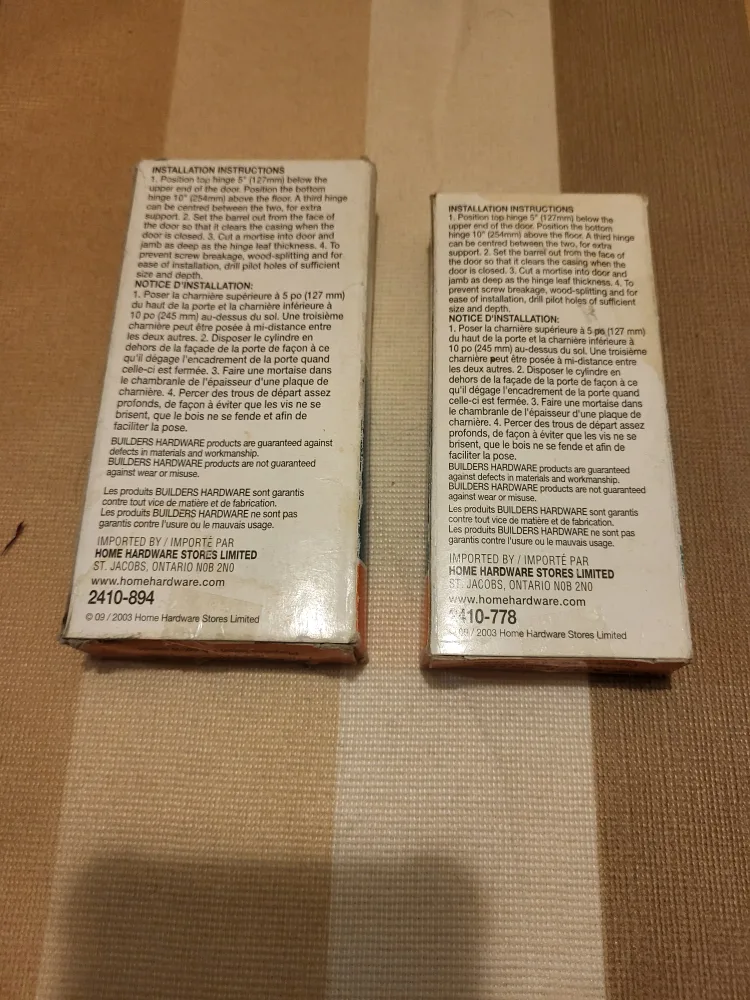 INSTALLATION INSTRUCTIONS
1. Position top hinge 5" (127mm) below the
upper end of the door. Position the bottom
hinge 10" (254mm) above the floor. A third hinge
can be centred between the two, for extra
support. 2. Set the barrel out from the face of
the door so that it clears the casing when the
door is closed. 3. Cut a mortise into door and
jamb as deep as the hinge leaf thickness. 4. To
prevent screw breakage, wood-splitting and for
ease of installation, drill pilot holes of sufficient
size and depth.
NOTICE D'INSTALLATION:
1. Poser la charnière supérieure à 5 po (127 mm)
du haut de la porte et la charnière inférieure à
10 po (245 mm) au-dessus du sol. Une troisième
charnière peut être posée à mi-distance entre
les deux autres. 2. Disposer le cylindre en
dehors de la façade de la porte de façon à ce
qu'il dégage l'encadrement de la porte quand
celle-ci est fermée. 3. Faire une mortaise dans
le chambranle de l'épaisseur d'une plaque de
charnière. 4. Percer des trous de départ assez
profonds, de façon à éviter que les vis ne se
brisent, que le bois ne se fende et afin de
faciliter la pose.
BUILDERS HARDWARE products are guaranteed against
defects in materials and workmanship.
BUILDERS HARDWARE products are not guaranteed
against wear or misuse.
Les produits BUILDERS HARDWARE sont garantis
contre tout vice de matière et de fabrication.
Les produits BUILDERS HARDWARE ne sont pas
garantis contre l'usure ou le mauvais usage.
IMPORTED BY / IMPORTÉ PAR
HOME HARDWARE STORES LIMITED
ST. JACOBS, ONTARIO N0B 2N0
www.homehardware.com
2410-894
© 09 / 2003 Home Hardware Stores Limited
INSTALLATION INSTRUCTIONS
1. Position top hinge 5" (127mm) below the
upper end of the door. Position the bottom
hinge 10" (254mm) above the floor. A third hinge
can be centred between the two, for extra
support. 2. Set the barrel out from the face of
the door so that it clears the casing when the
door is closed. 3. Cut a mortise into door and
jamb as deep as the hinge leaf thickness. 4. To
prevent screw breakage, wood-splitting and for
ease of installation, drill pilot holes of sufficient
size and depth.
NOTICE D'INSTALLATION:
1. Poser la charnière supérieure à 5 po (127 mm)
du haut de la porte et la charnière inférieure à
10 po (245 mm) au-dessus du sol. Une troisième
charnière peut être posée à mi-distance entre
les deux autres. 2. Disposer le cylindre en
dehors de la façade de la porte de façon à ce
qu'il dégage l'encadrement de la porte quand
celle-ci est fermée. 3. Faire une mortaise dans
le chambranle de l'épaisseur d'une plaque de
charnière. 4. Percer des trous de départ assez
profonds, de façon à éviter que les vis ne se
brisent, que le bois ne se fende et afin de
faciliter la pose.
BUILDERS HARDWARE products are guaranteed
against defects in materials and workmanship.
BUILDERS HARDWARE products are not guaranteed
against wear or misuse.
Les produits BUILDERS HARDWARE sont garantis
contre tout vice de matière et de fabrication.
Les produits BUILDERS HARDWARE ne sont pas
garantis contre l'usure ou le mauvais usage.
IMPORTED BY / IMPORTÉ PAR
HOME HARDWARE STORES LIMITED
ST. JACOBS, ONTARIO N0B 2N0
www.homehardware.com
2410-778
© 09 / 2003 Home Hardware Stores Limited